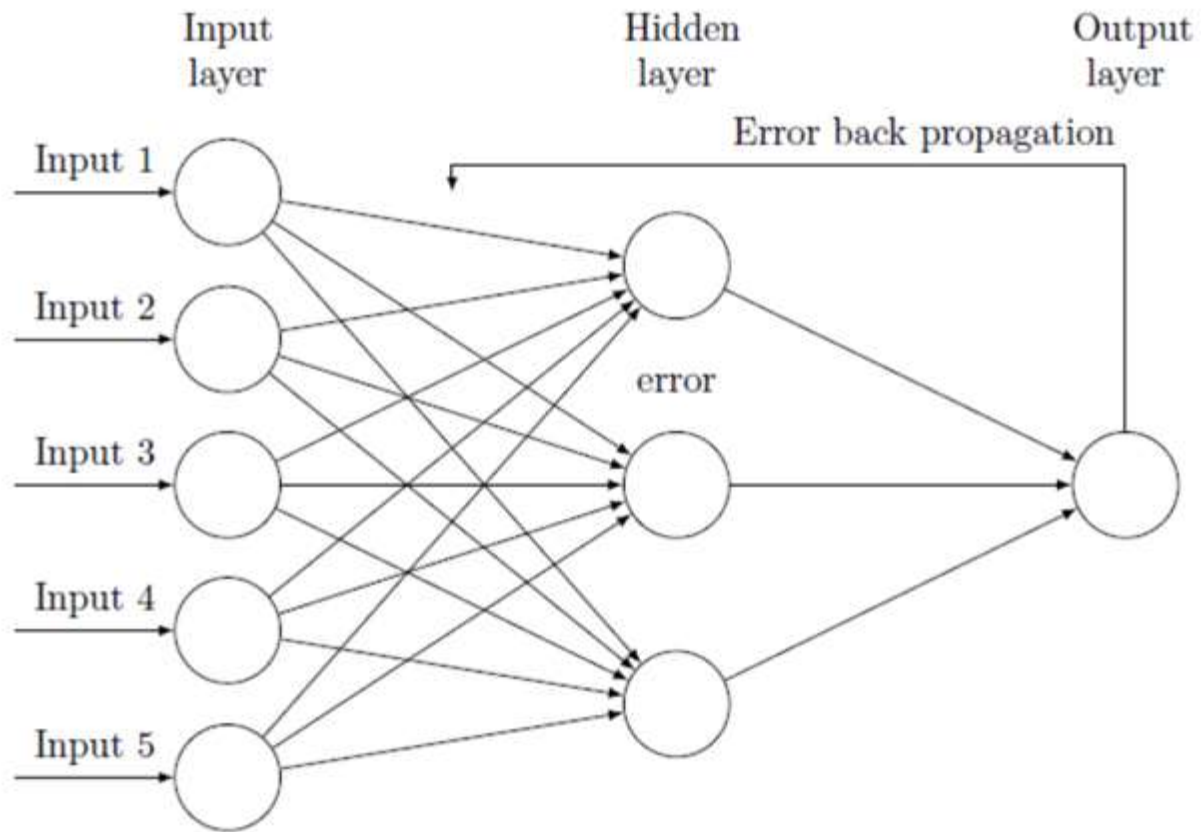 Input
layer
Hidden
layer
Output
layer
Error back propagation
Input 1
Input 2
error
Input 3
Input 4
Input 5